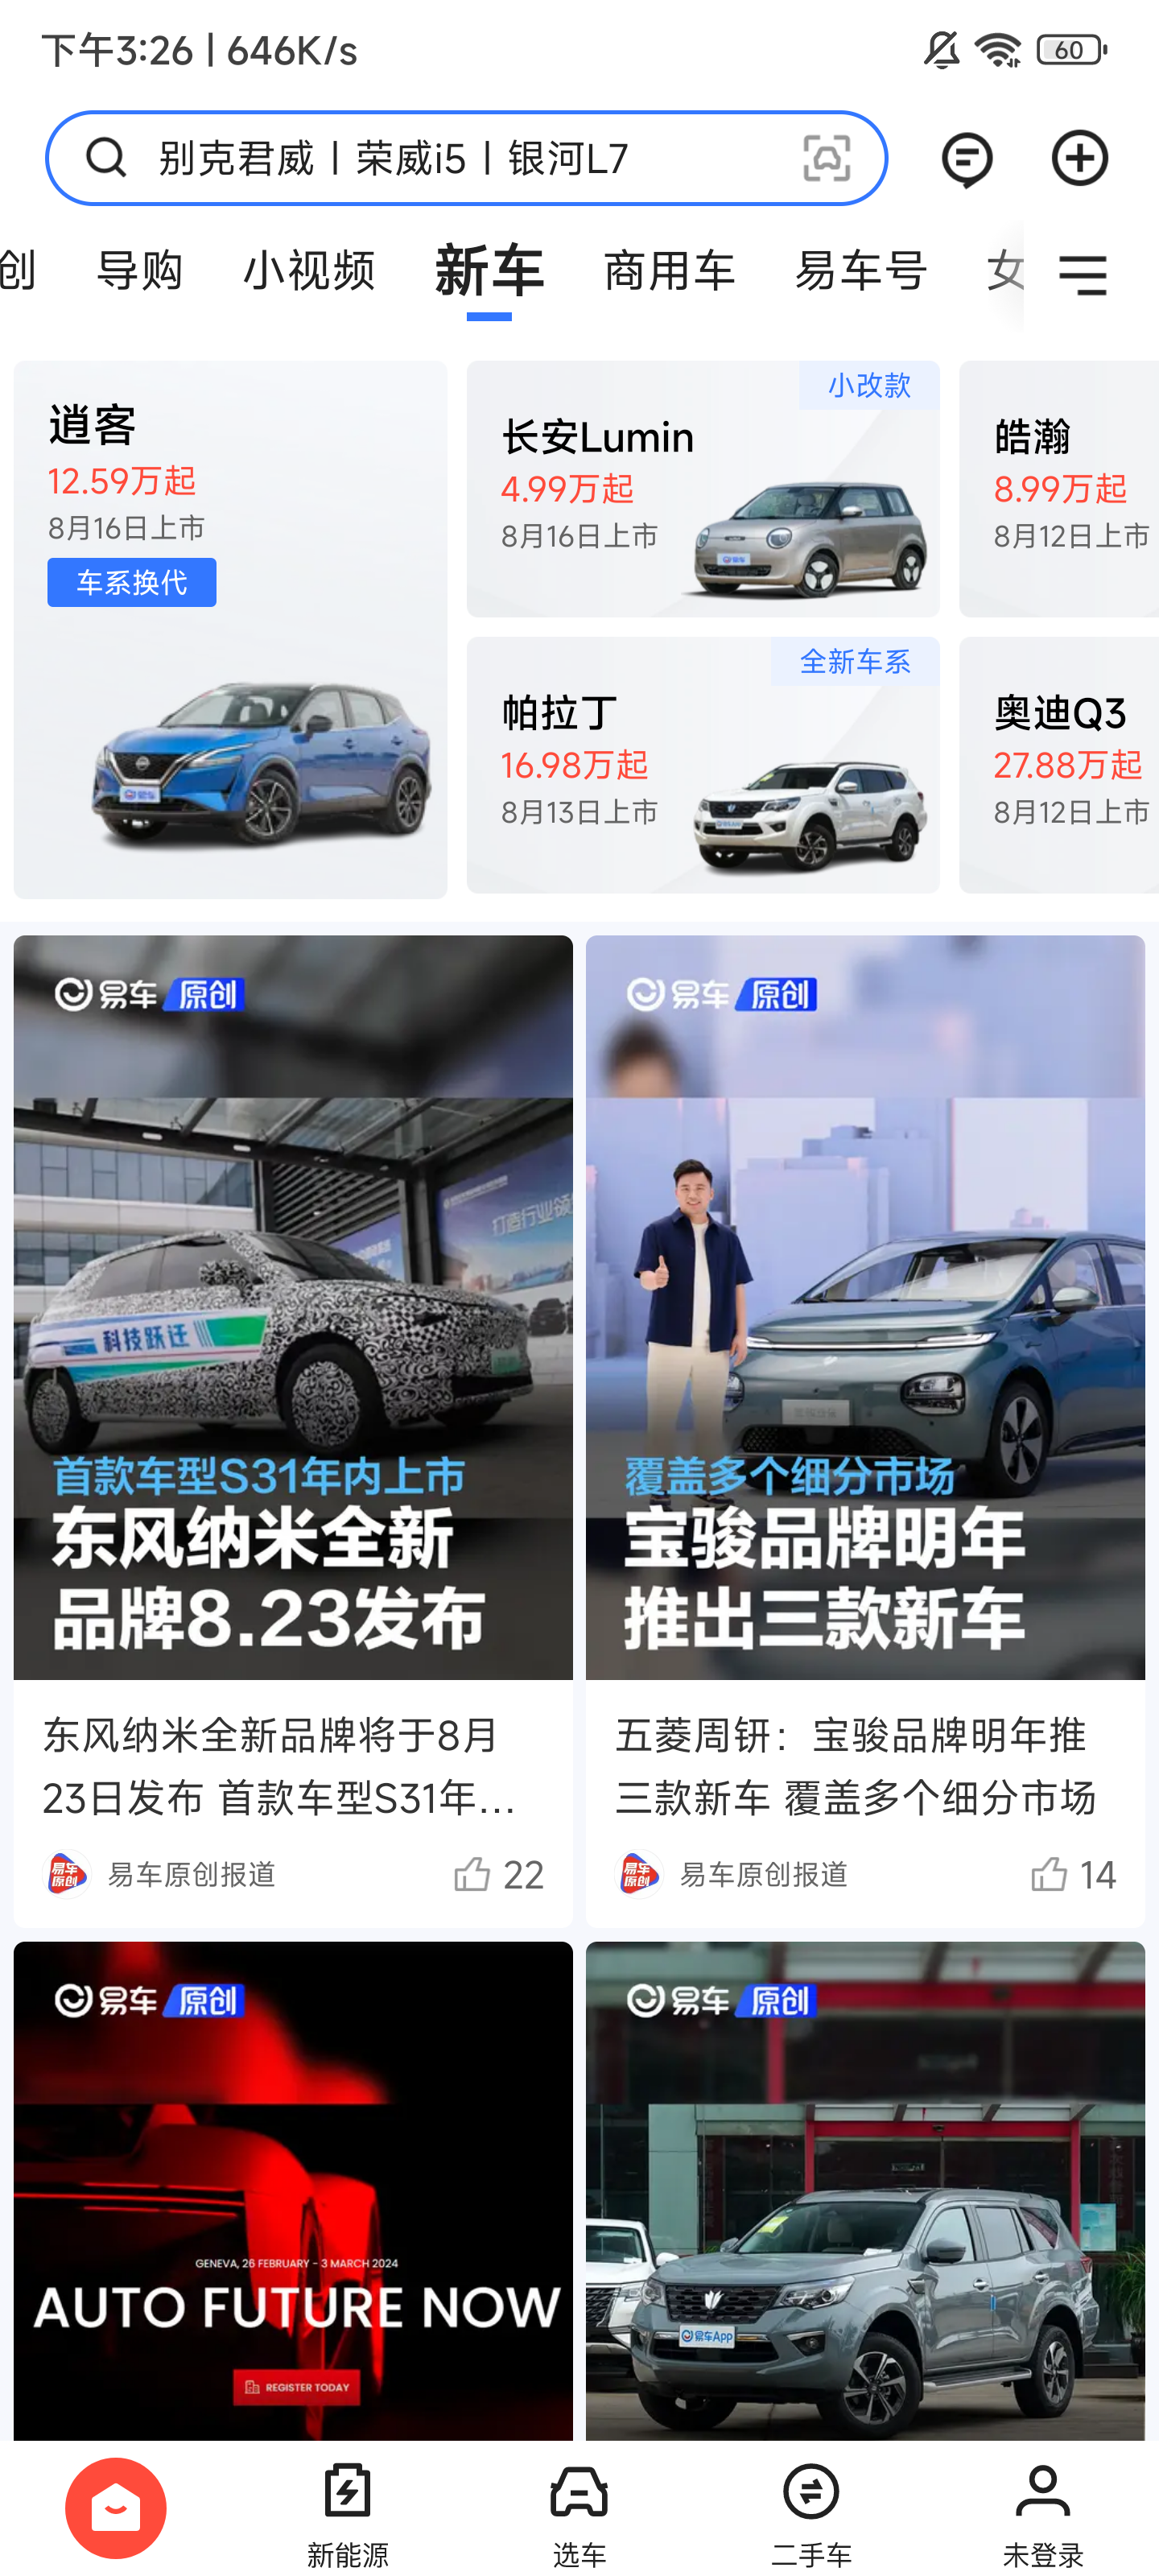 下午3:26 | 646K/s
60
别克君威丨荣威i5丨银河L7
创 导购 小视频 新车 商用车 易车号 女
逍客
12.59万起
8月16日上市
车系换代
小改款
长安Lumin
4.99万起
8月16日上市
皓瀚
8.99万起
8月12日上市
全新车系
帕拉丁
16.98万起
8月13日上市
奥迪Q3
27.88万起
8月12日上市
易车 原创
打造行业领
科技跃迁
首款车型S31年内上市
东风纳米全新
品牌8.23发布
东风纳米全新品牌将于8月
23日发布 首款车型S31年...
易车原创报道
22
易车 原创
覆盖多个细分市场
宝骏品牌明年
推出三款新车
五菱周钘：宝骏品牌明年推
三款新车 覆盖多个细分市场
易车原创报道
14
易车 原创
GENEVA, 26 FEBRUARY - 3 MARCH 2024
AUTO FUTURE NOW
REGISTER TODAY
易车 原创
易车App
新能源 选车 二手车 未登录